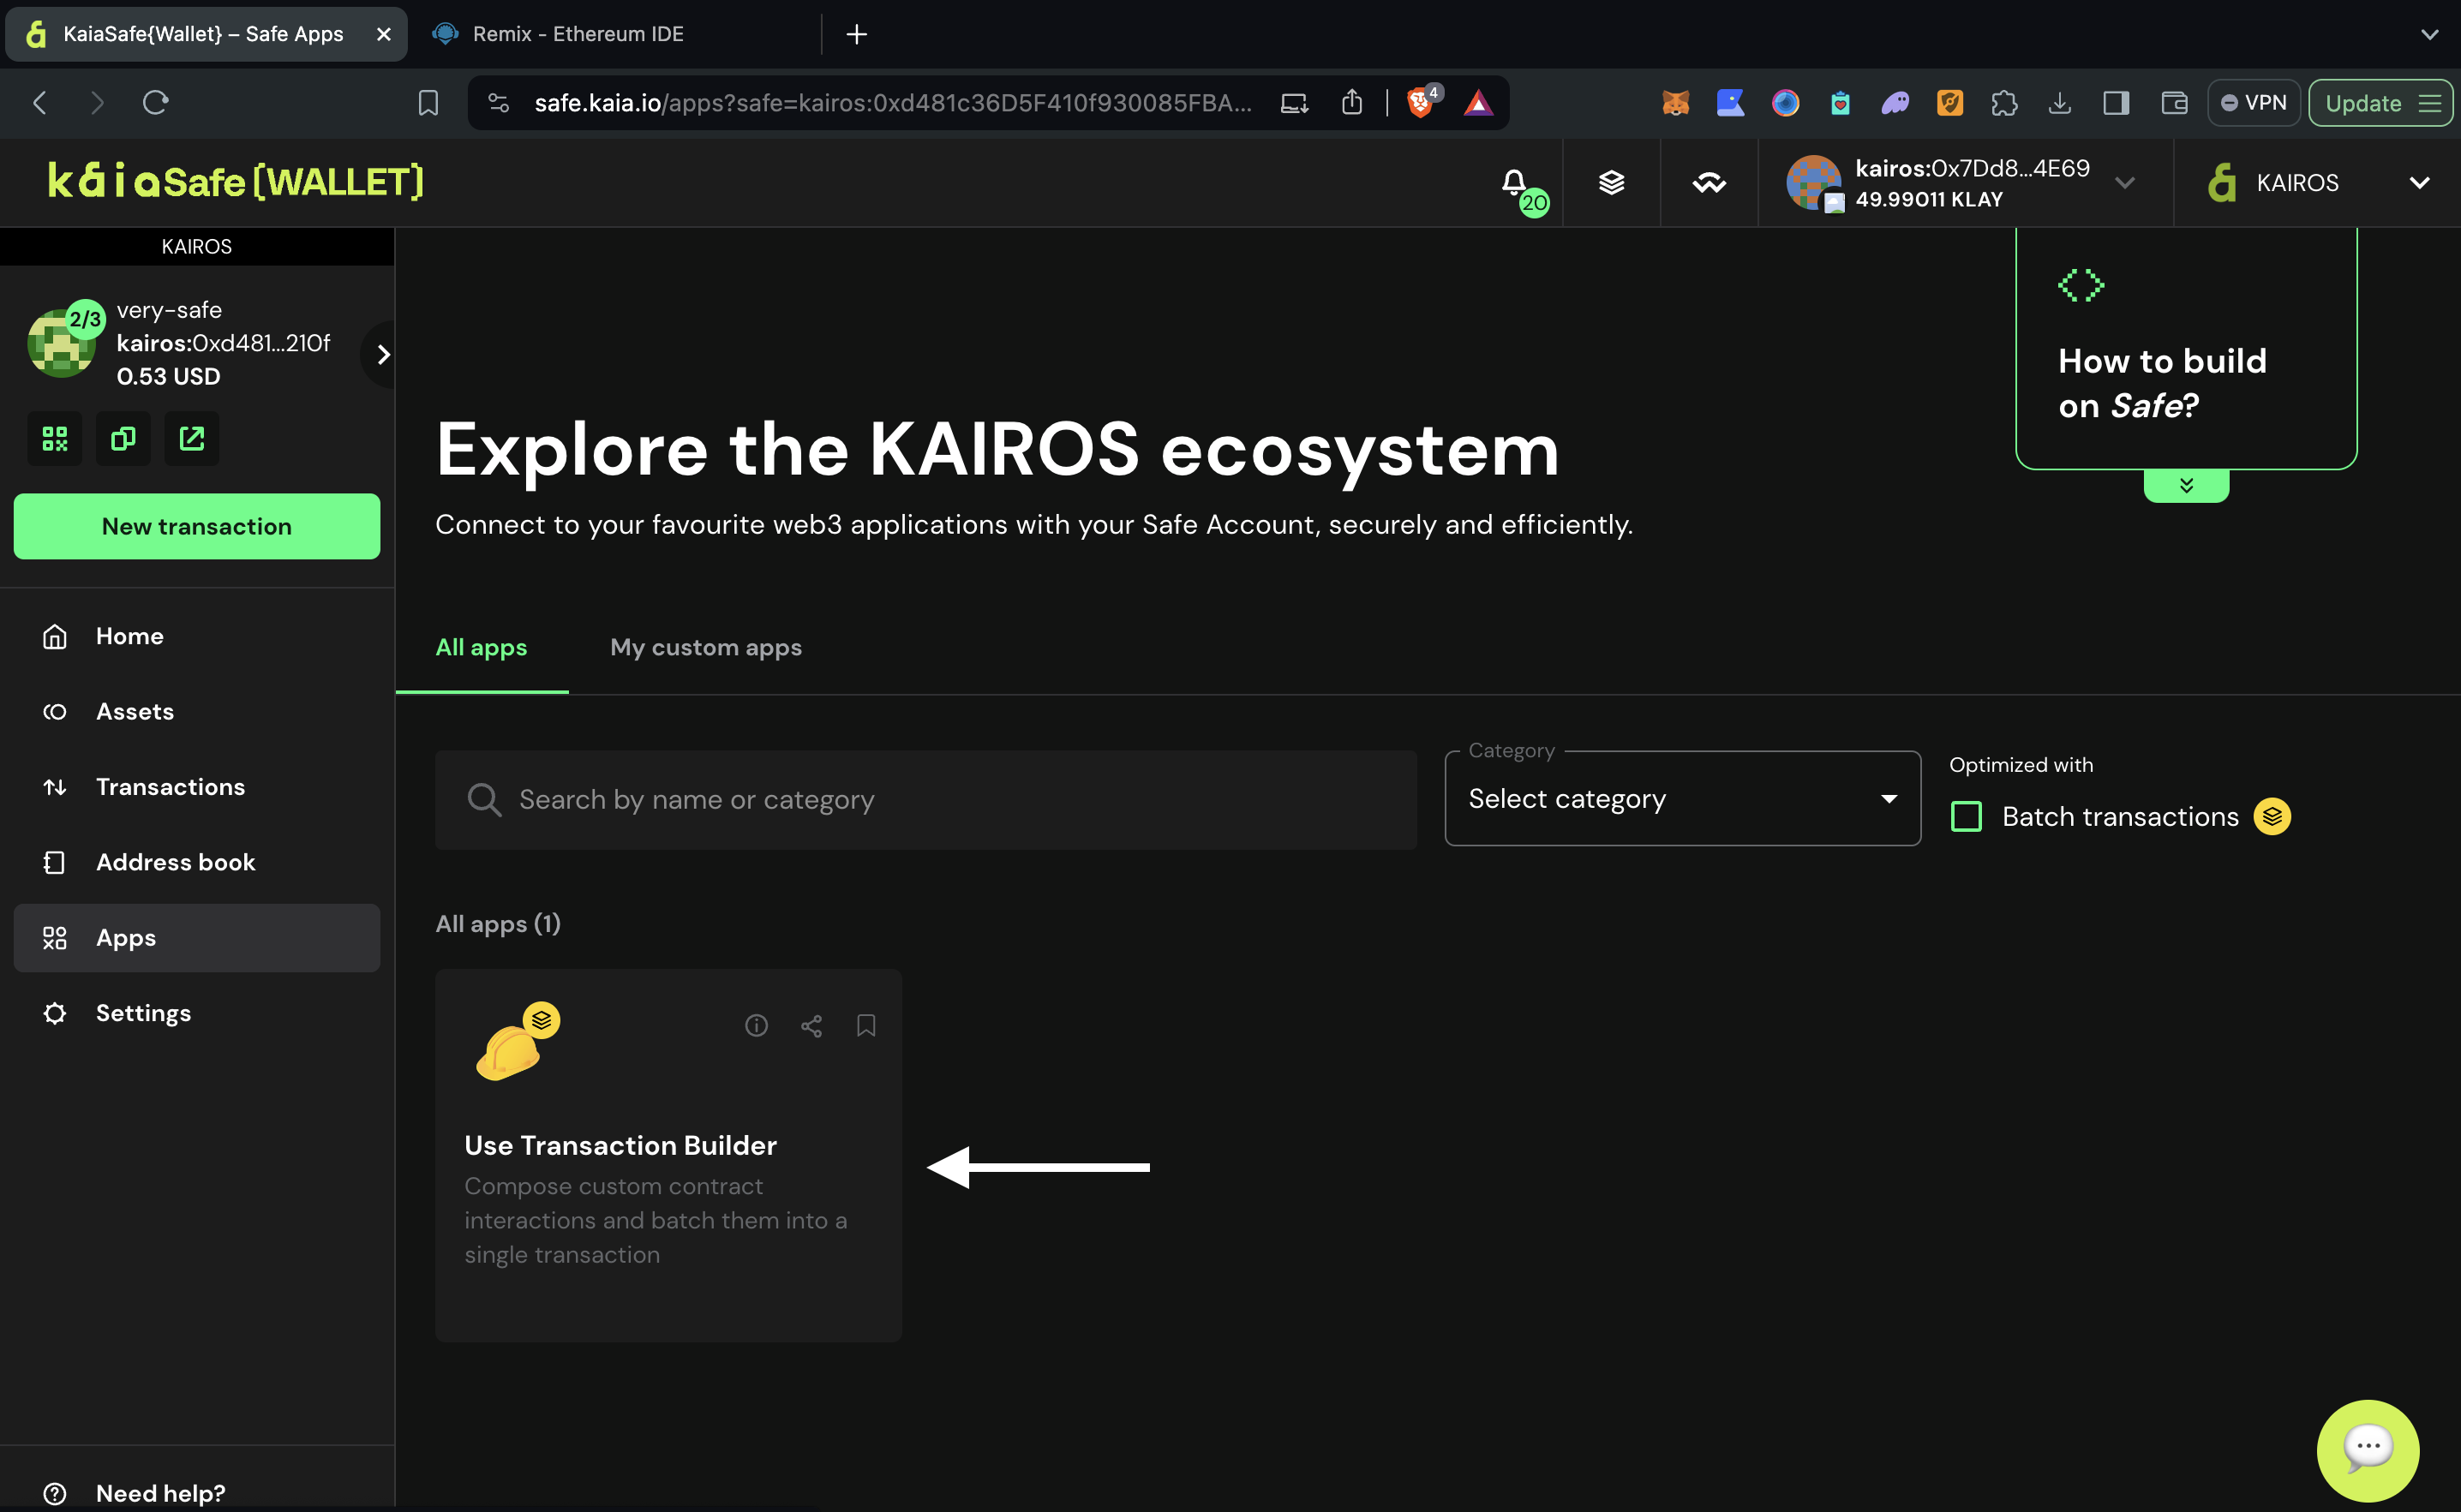 KaiaSafe{Wallet} – Safe Apps
Remix - Ethereum IDE
safe.kaia.io/apps?safe=kairos:0xd481c36D5F410f930085FBA...
4
VPN
Update
kaiaSafe{WALLET}
20
kairos:0x7Dd8...4E69
49.99011 KLAY
KAIROS
KAIROS
2/3
very-safe
kairos:0xd481...210f
0.53 USD
New transaction
Home
Assets
Transactions
Address book
Apps
Settings
Need help?
How to build
on Safe?
Explore the KAIROS ecosystem
Connect to your favourite web3 applications with your Safe Account, securely and efficiently.
All apps
My custom apps
Search by name or category
Category
Select category
Optimized with
Batch transactions
All apps (1)
Use Transaction Builder
Compose custom contract
interactions and batch them into a
single transaction